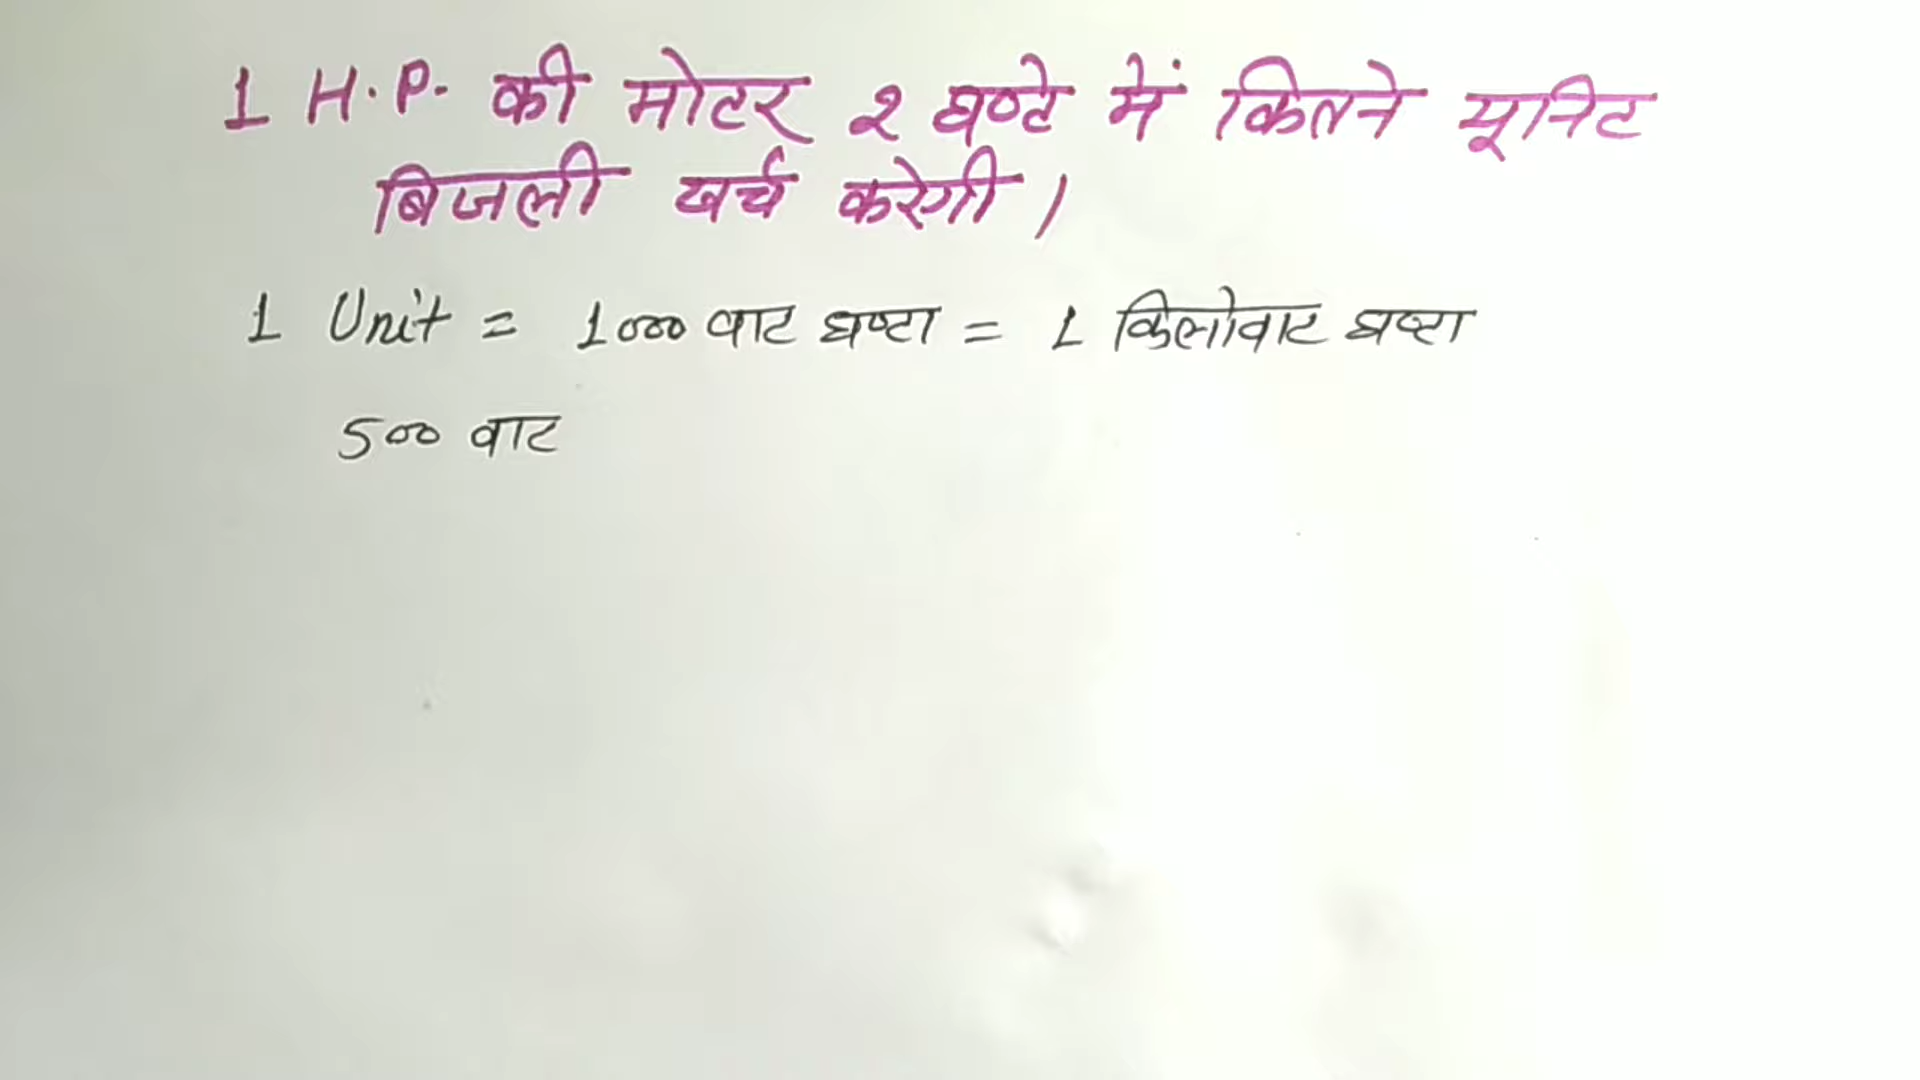 1 H.P. की मोटर 2 घण्टे में कितने यूनिट
बिजली खर्च करेगी ।
1 Unit = 1000 वाट घण्टा = 1 किलोवाट घण्टा
500 वाट